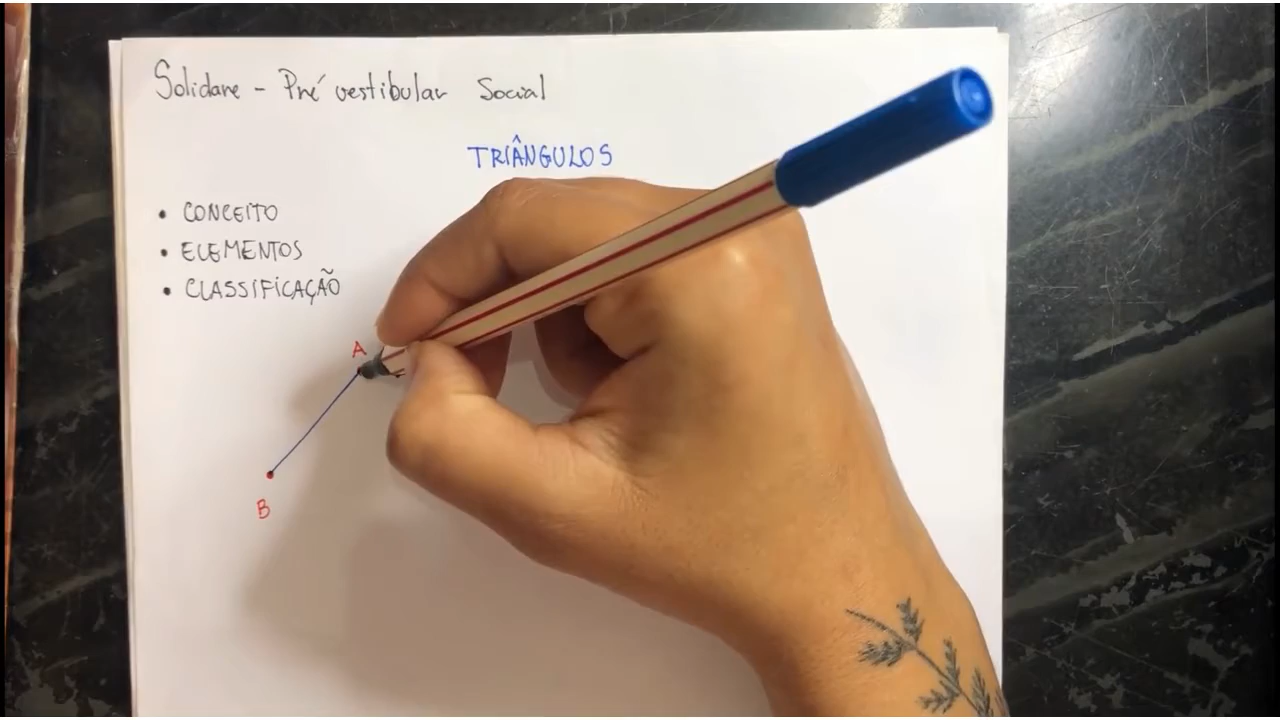 Solidare - Pré vestibular Social
TRIÂNGULOS
• CONCEITO
• ELEMENTOS
• CLASSIFICAÇÃO
A
B